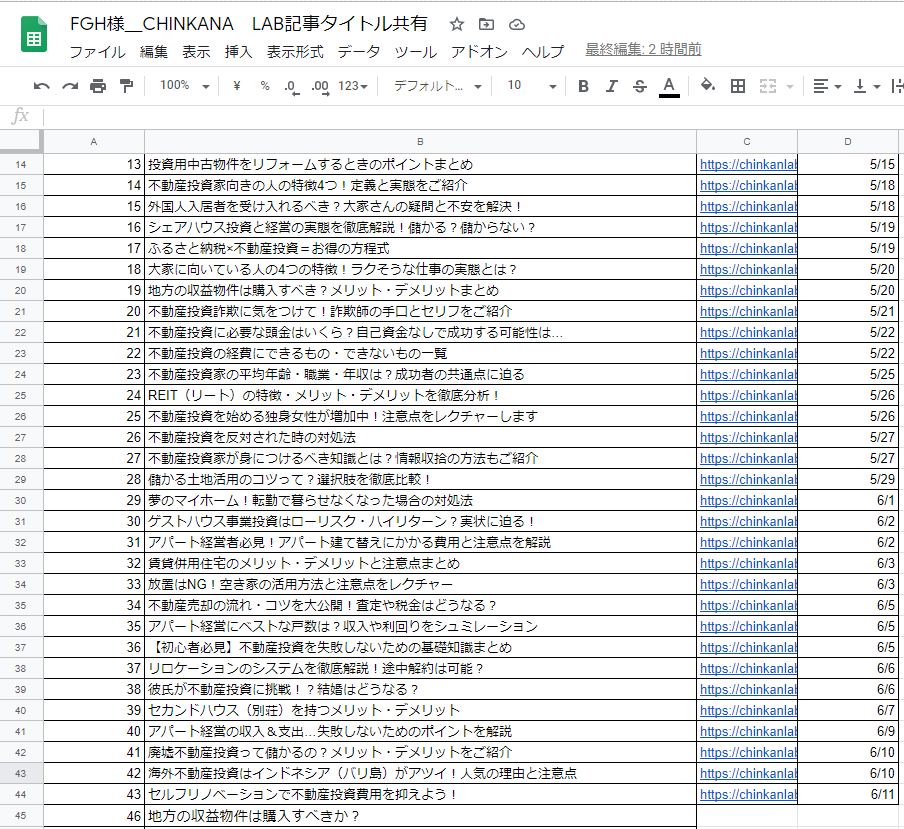 FGH様__CHINKANA LAB記事タイトル共有
ファイル 編集 表示 挿入 表示形式 データ ツール アドオン ヘルプ 最終編集: 2 時間前
100% ¥ % .0 .00 123 デフォルト... 10 B I S A
fx
A B C D
14 13 投資用中古物件をリフォームするときのポイントまとめ https://chinkanlab 5/15
15 14 不動産投資家向きの人の特徴4つ！定義と実態をご紹介 https://chinkanlab 5/18
16 15 外国人入居者を受け入れるべき？大家さんの疑問と不安を解決！ https://chinkanlab 5/18
17 16 シェアハウス投資と経営の実態を徹底解説！儲かる？儲からない？ https://chinkanlab 5/19
18 17 ふるさと納税×不動産投資＝お得の方程式 https://chinkanlab 5/19
19 18 大家に向いている人の4つの特徴！ラクそうな仕事の実態とは？ https://chinkanlab 5/20
20 19 地方の収益物件は購入すべき？メリット・デメリットまとめ https://chinkanlab 5/20
21 20 不動産投資詐欺に気をつけて！詐欺師の手口とセリフをご紹介 https://chinkanlab 5/21
22 21 不動産投資に必要な頭金はいくら？自己資金なしで成功する可能性は… https://chinkanlab 5/22
23 22 不動産投資の経費にできるもの・できないもの一覧 https://chinkanlab 5/22
24 23 不動産投資家の平均年齢・職業・年収は？成功者の共通点に迫る https://chinkanlab 5/25
25 24 REIT（リート）の特徴・メリット・デメリットを徹底分析！ https://chinkanlab 5/26
26 25 不動産投資を始める独身女性が増加中！注意点をレクチャーします https://chinkanlab 5/26
27 26 不動産投資を反対された時の対処法 https://chinkanlab 5/27
28 27 不動産投資家が身につけるべき知識とは？情報収拾の方法もご紹介 https://chinkanlab 5/27
29 28 儲かる土地活用のコツって？選択肢を徹底比較！ https://chinkanlab 5/29
30 29 夢のマイホーム！転勤で暮らせなくなった場合の対処法 https://chinkanlab 6/1
31 30 ゲストハウス事業投資はローリスク・ハイリターン？実状に迫る！ https://chinkanlab 6/2
32 31 アパート経営者必見！アパート建て替えにかかる費用と注意点を解説 https://chinkanlab 6/2
33 32 賃貸併用住宅のメリット・デメリットと注意点まとめ https://chinkanlab 6/3
34 33 放置はNG！空き家の活用方法と注意点をレクチャー https://chinkanlab 6/3
35 34 不動産売却の流れ・コツを大公開！査定や税金はどうなる？ https://chinkanlab 6/5
36 35 アパート経営にベストな戸数は？収入や利回りをシュミレーション https://chinkanlab 6/5
37 36 【初心者必見】不動産投資を失敗しないための基礎知識まとめ https://chinkanlab 6/5
38 37 リロケーションのシステムを徹底解説！途中解約は可能？ https://chinkanlab 6/6
39 38 彼氏が不動産投資に挑戦！？結婚はどうなる？ https://chinkanlab 6/6
40 39 セカンドハウス（別荘）を持つメリット・デメリット https://chinkanlab 6/7
41 40 アパート経営の収入＆支出…失敗しないためのポイントを解説 https://chinkanlab 6/9
42 41 廃墟不動産投資って儲かるの？メリット・デメリットをご紹介 https://chinkanlab 6/10
43 42 海外不動産投資はインドネシア（バリ島）がアツイ！人気の理由と注意点 https://chinkanlab 6/10
44 43 セルフリノベーションで不動産投資費用を抑えよう！ https://chinkanlab 6/11
45 46 地方の収益物件は購入すべきか？